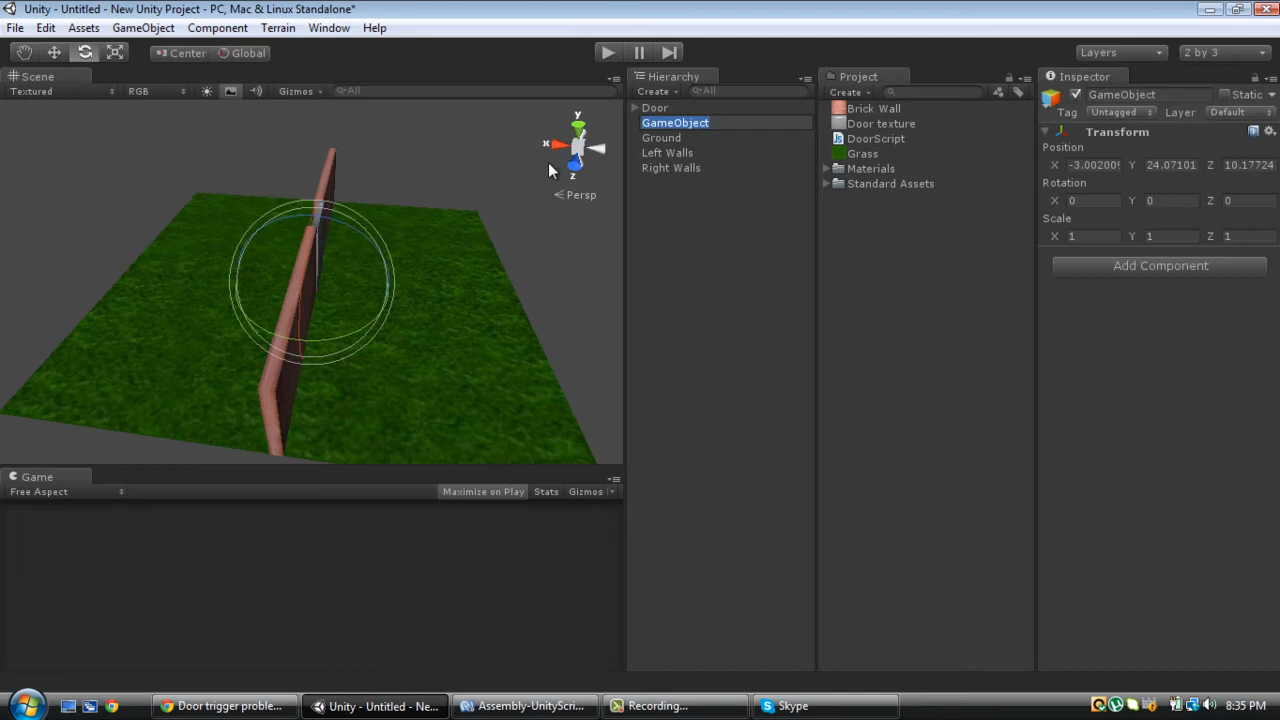 Unity - Untitled - New Unity Project - PC, Mac & Linux Standalone*
File Edit Assets GameObject Component Terrain Window Help
Center Global Layers 2 by 3
Scene
Textured RGB Gizmos All
y
x
z
Persp
Game
Free Aspect Maximize on Play Stats Gizmos
Hierarchy
Create All
Door
GameObject
Ground
Left Walls
Right Walls
Project
Create
Brick Wall
Door texture
DoorScript
Grass
Materials
Standard Assets
Inspector
GameObject Static
Tag Untagged Layer Default
Transform
Position
X -3.002009 Y 24.07101 Z 10.17724
Rotation
X 0 Y 0 Z 0
Scale
X 1 Y 1 Z 1
Add Component
Door trigger proble... Unity - Untitled - Ne... Assembly-UnityScri... Recording... Skype 8:35 PM